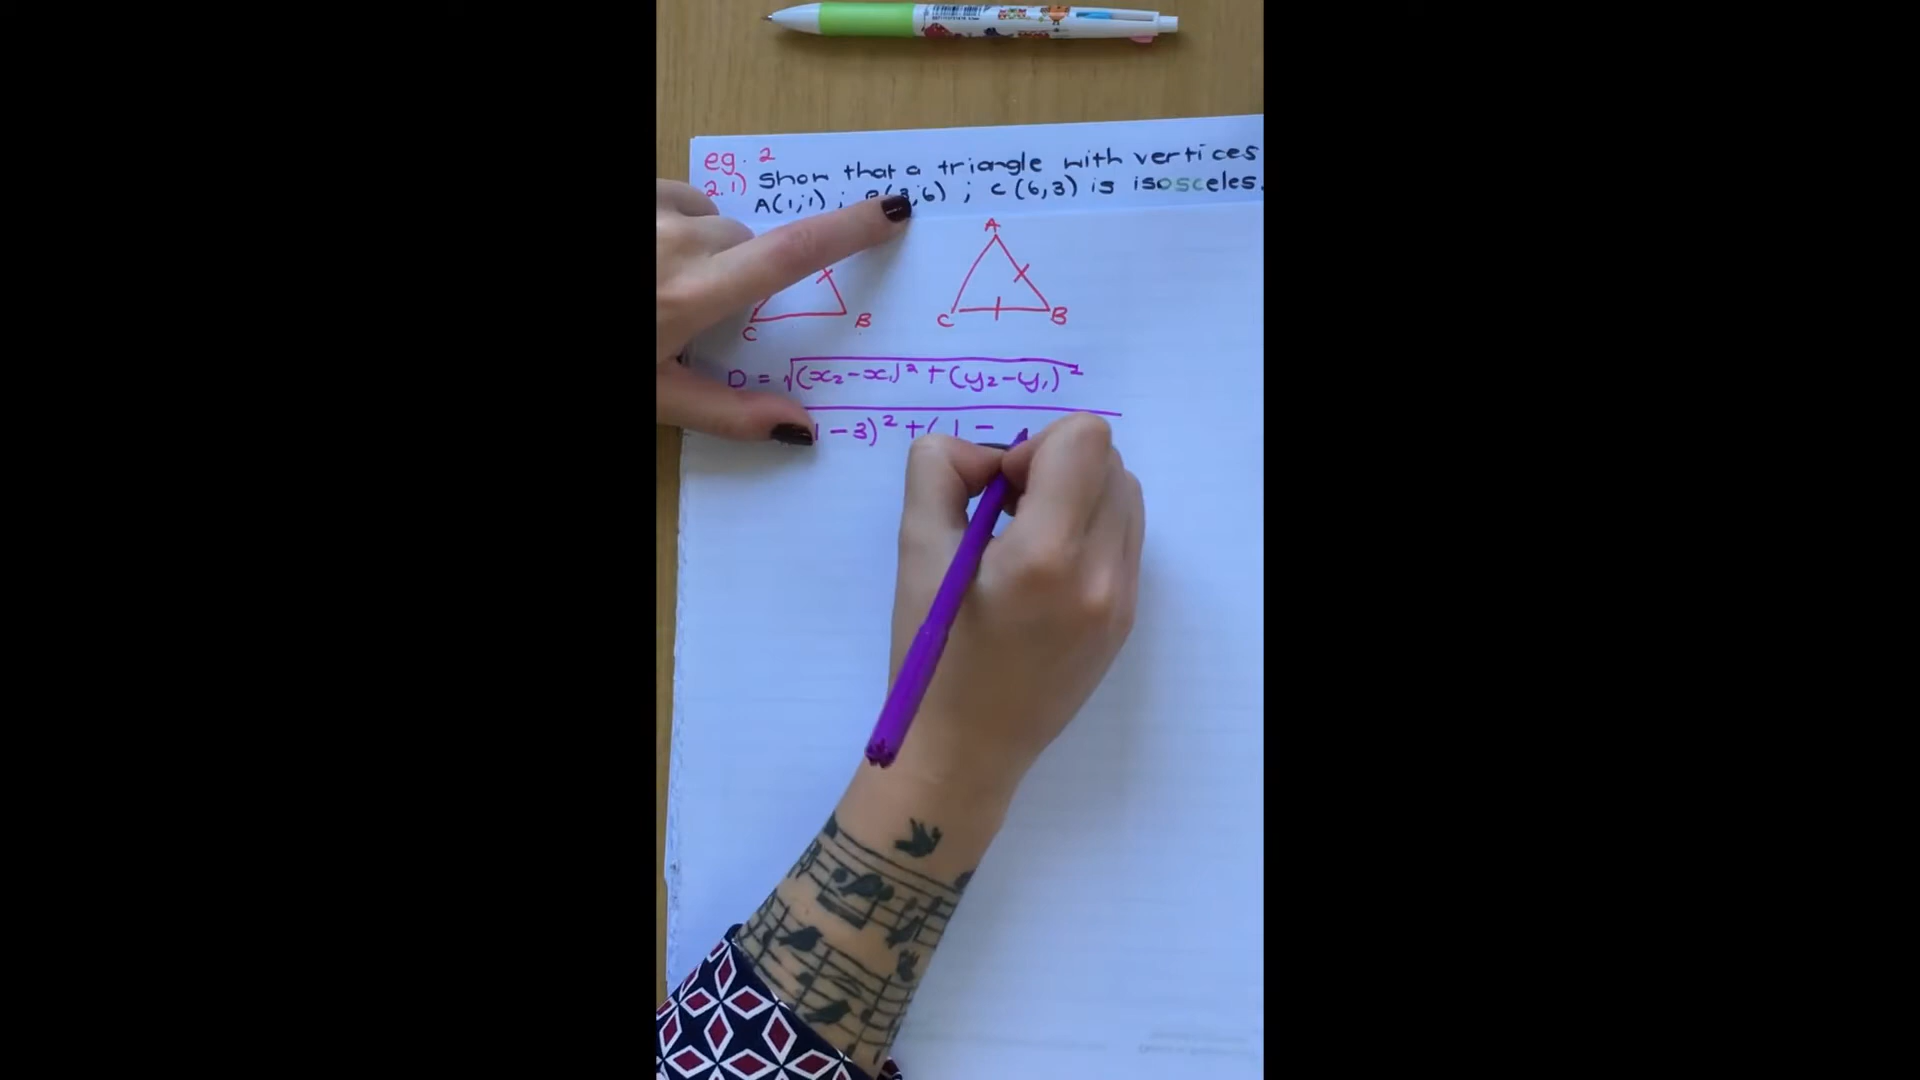 eg. 2
2.1) Show that a triangle with vertices
A(1;1) ; B(3;6) ; C(6,3) is isosceles.
A
C B
C B
D = √(x₂-x₁)² + (y₂-y₁)²
1-3)² + ( 1 -